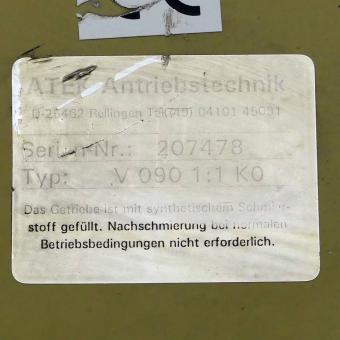 ATEK Antriebstechnik
D-25462 Rellingen Tel(49) 04101 45031
Serien-Nr.: 207478
Typ: V 090 1:1 K0
Das Getriebe ist mit synthetischem Schmier-
stoff gefüllt. Nachschmierung bei normalen
Betriebsbedingungen nicht erforderlich.